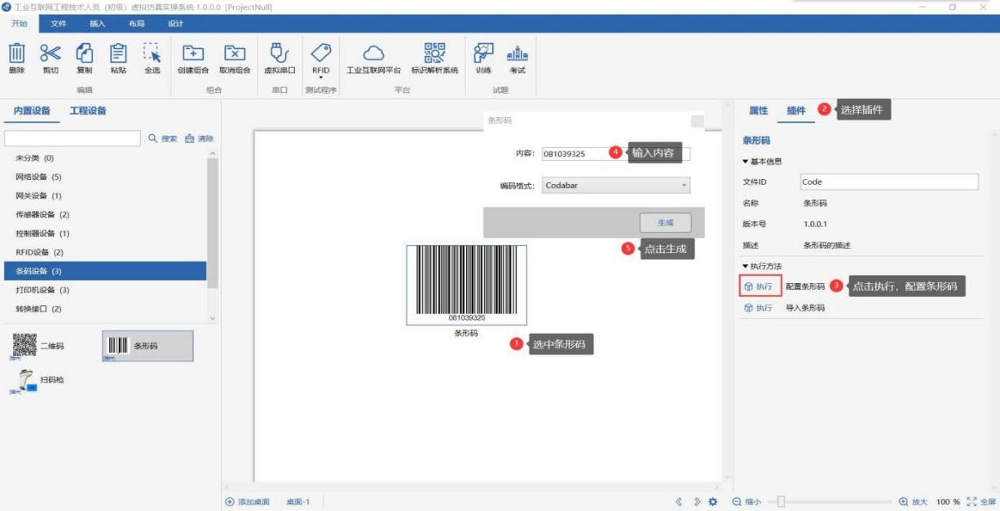 工业互联网工程技术人员 (初级) 虚拟仿真实操系统 1.0.0.0 [ProjectNull]
开始 文件 插入 布局 设计
删除 剪切 复制 粘贴 全选 创建组合 取消组合 虚拟串口 RFID 工业互联网平台 标识解析系统 训练 考试
编辑 组合 串口 测试程序 平台 试题
内置设备 工程设备
搜索 清除
未分类 (0)
网络设备 (5)
网关设备 (1)
传感器设备 (2)
控制器设备 (1)
RFID设备 (2)
条码设备 (3)
打印机设备 (3)
转换接口 (2)
二维码
条形码
扫码枪
条形码
内容: 081039325 4 输入内容
编码格式: Codabar
生成
5 点击生成
081039325
条形码
1 选中条形码
属性 插件 2 选择插件
条形码
▼基本信息
文件ID Code
名称 条形码
版本号 1.0.0.1
描述 条形码的描述
▼执行方法
执行 配置条形码 3 点击执行，配置条形码
执行 导入条形码
添加桌面 桌面-1
缩小 放大 100 % 全屏